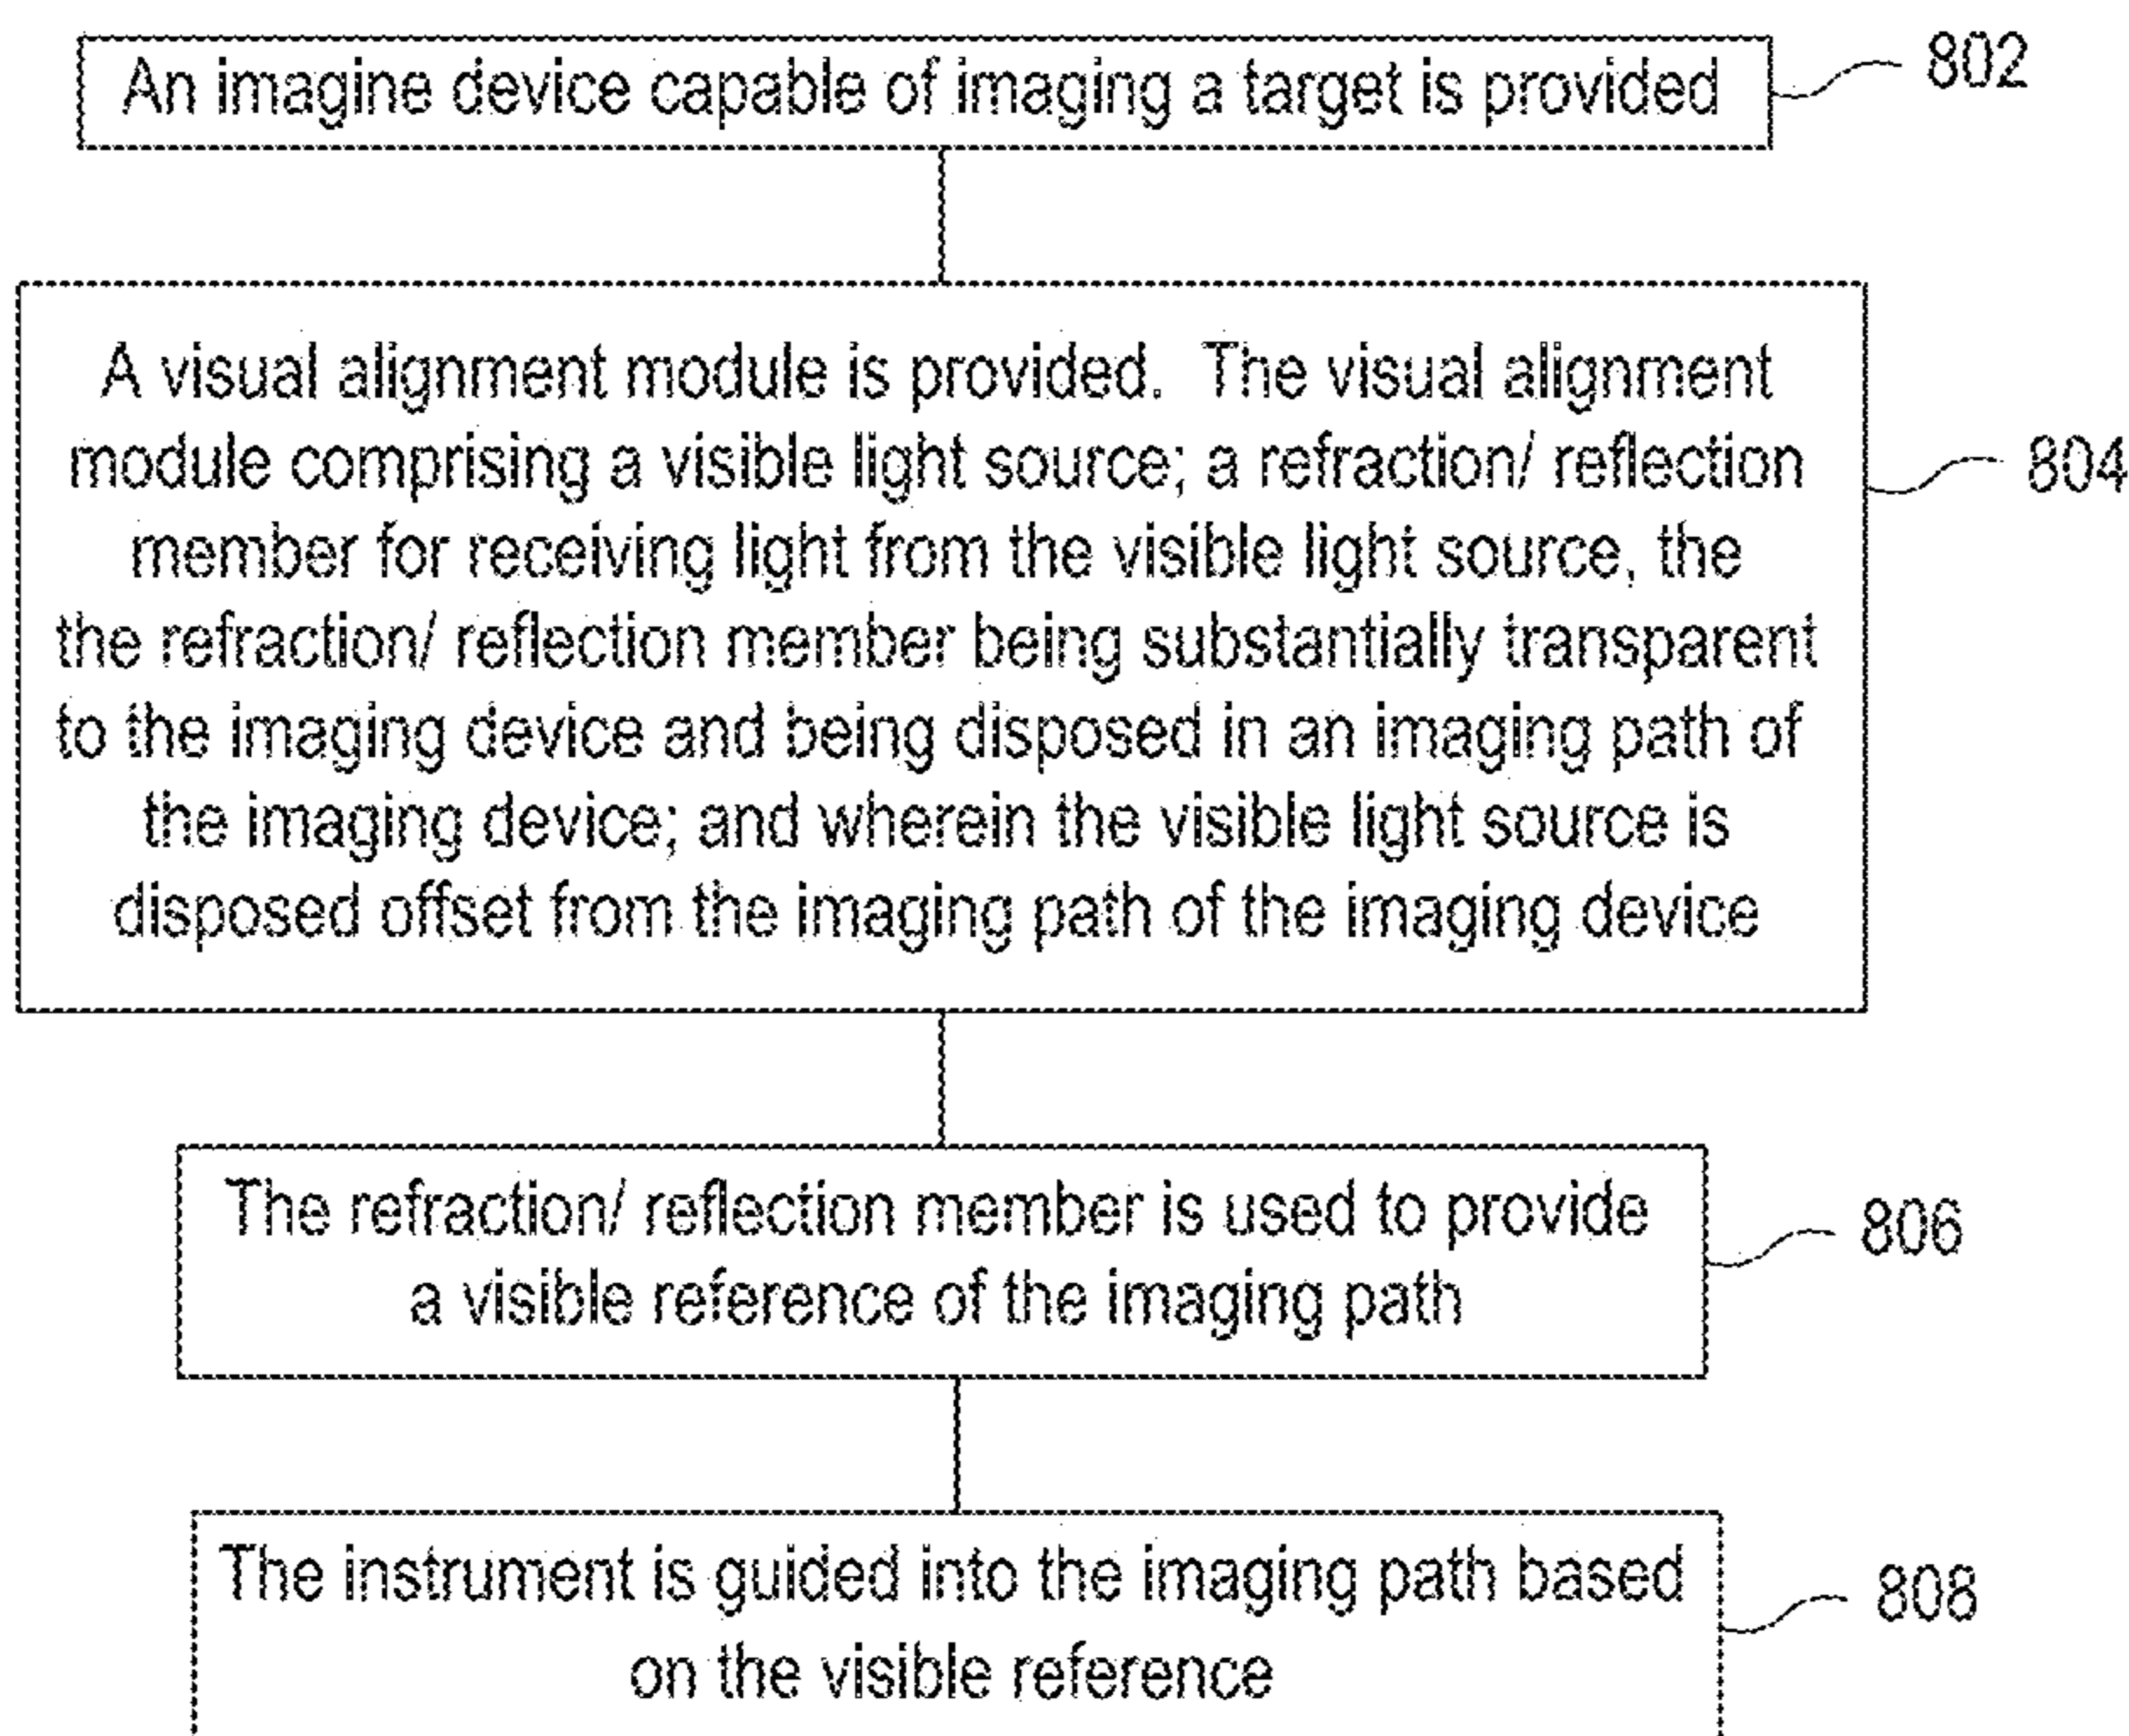 An imagine device capable of imaging a target is provided
802
A visual alignment module is provided. The visual alignment
module comprising a visible light source; a refraction/ reflection
member for receiving light from the visible light source, the
the refraction/ reflection member being substantially transparent
to the imaging device and being disposed in an imaging path of
the imaging device; and wherein the visible light source is
disposed offset from the imaging path of the imaging device
804
The refraction/ reflection member is used to provide
a visible reference of the imaging path
806
The instrument is guided into the imaging path based
on the visible reference
808